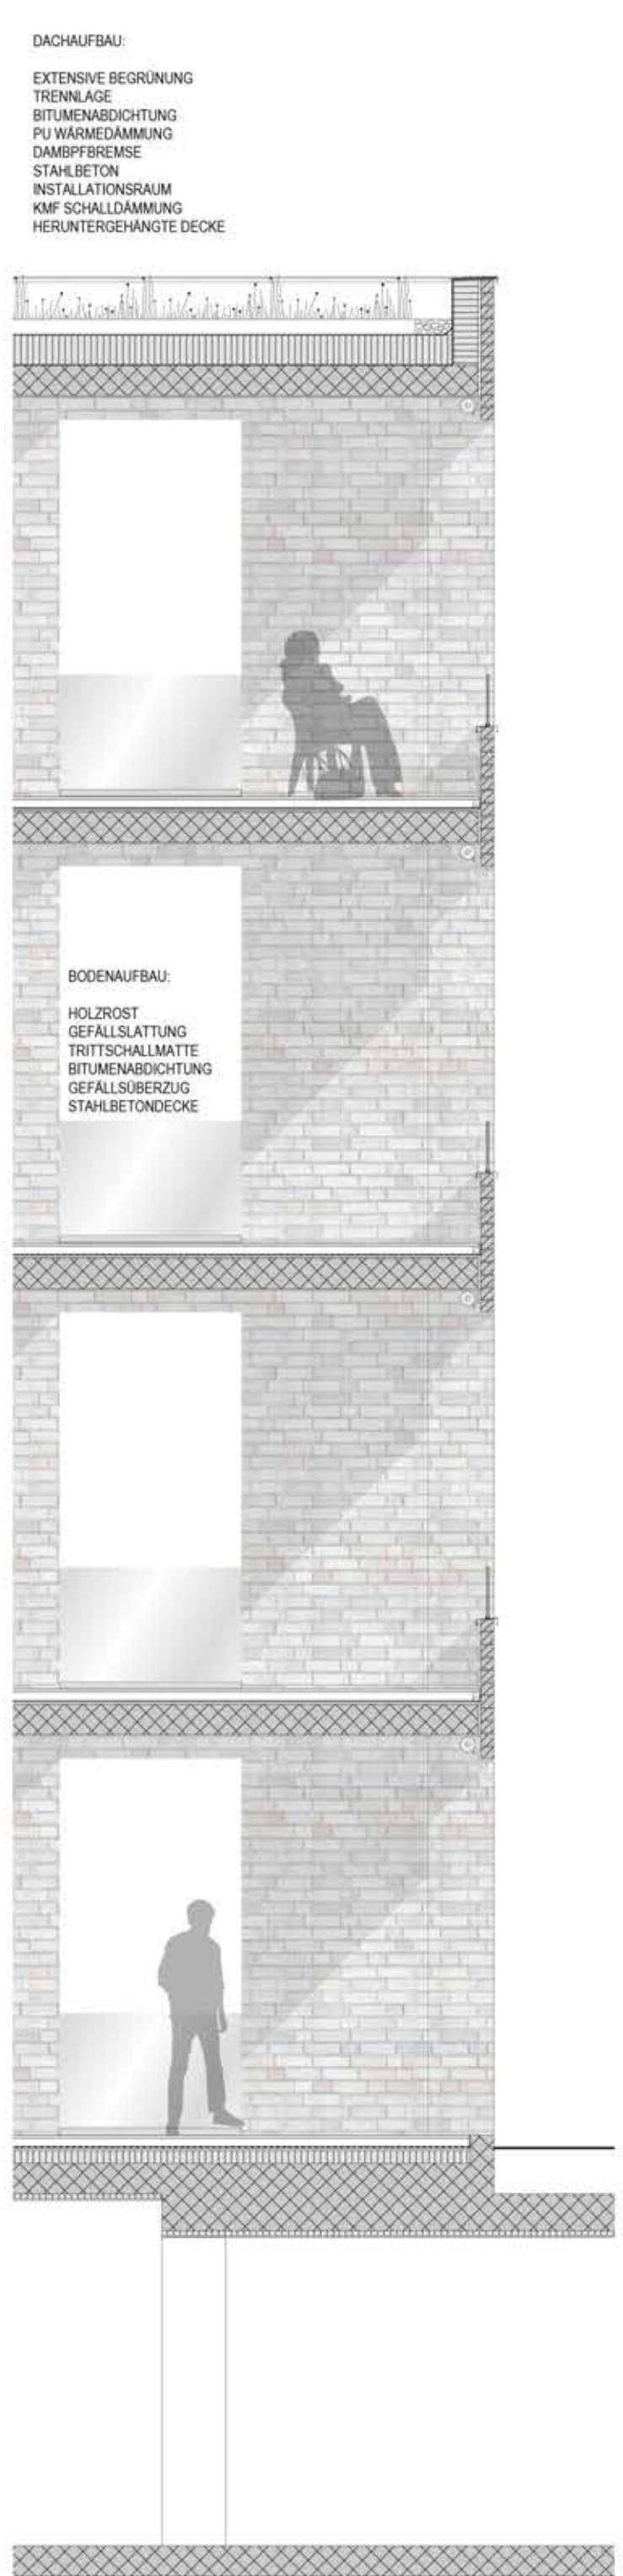 DACHAUFBAU:
EXTENSIVE BEGRÜNUNG
TRENNLAGE
BITUMENABDICHTUNG
PU WÄRMEDÄMMUNG
DAMBPFBREMSE
STAHLBETON
INSTALLATIONSRAUM
KMF SCHALLDÄMMUNG
HERUNTERGEHÄNGTE DECKE
BODENAUFBAU:
HOLZROST
GEFÄLLSLATTUNG
TRITTSCHALLMATTE
BITUMENABDICHTUNG
GEFÄLLSÜBERZUG
STAHLBETONDECKE